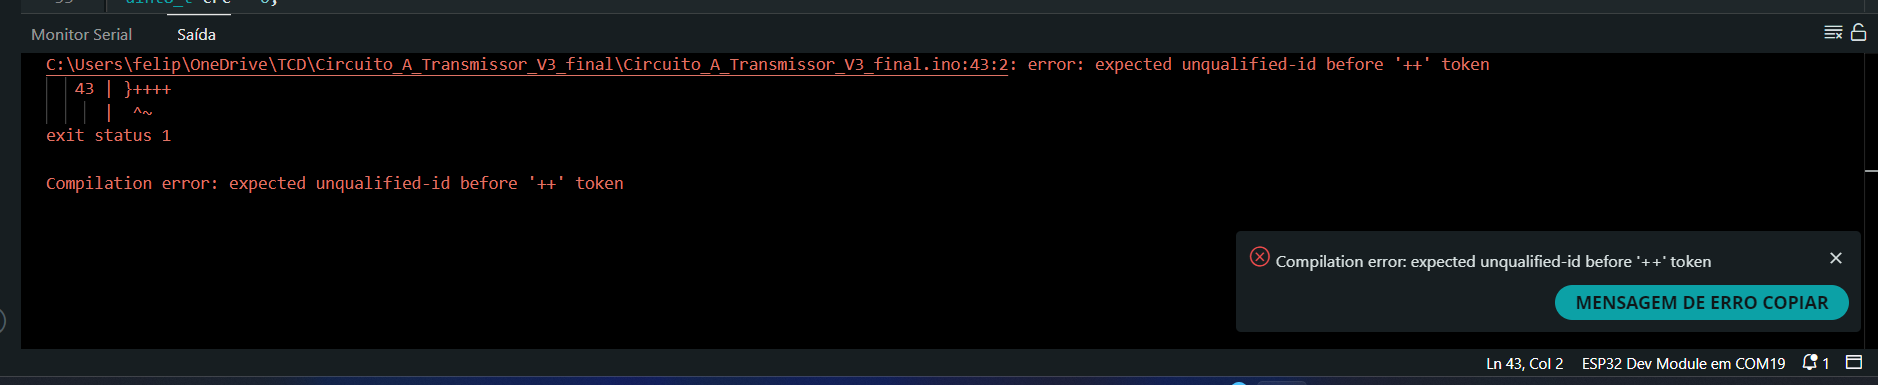 Monitor Serial
Saída
C:\Users\felip\OneDrive\TCD\Circuito_A_Transmissor_V3_final\Circuito_A_Transmissor_V3_final.ino:43:2: error: expected unqualified-id before '++' token
43 | }++++
| ^~
exit status 1
Compilation error: expected unqualified-id before '++' token
Compilation error: expected unqualified-id before '++' token
MENSAGEM DE ERRO COPIAR
Ln 43, Col 2 ESP32 Dev Module em COM19 1